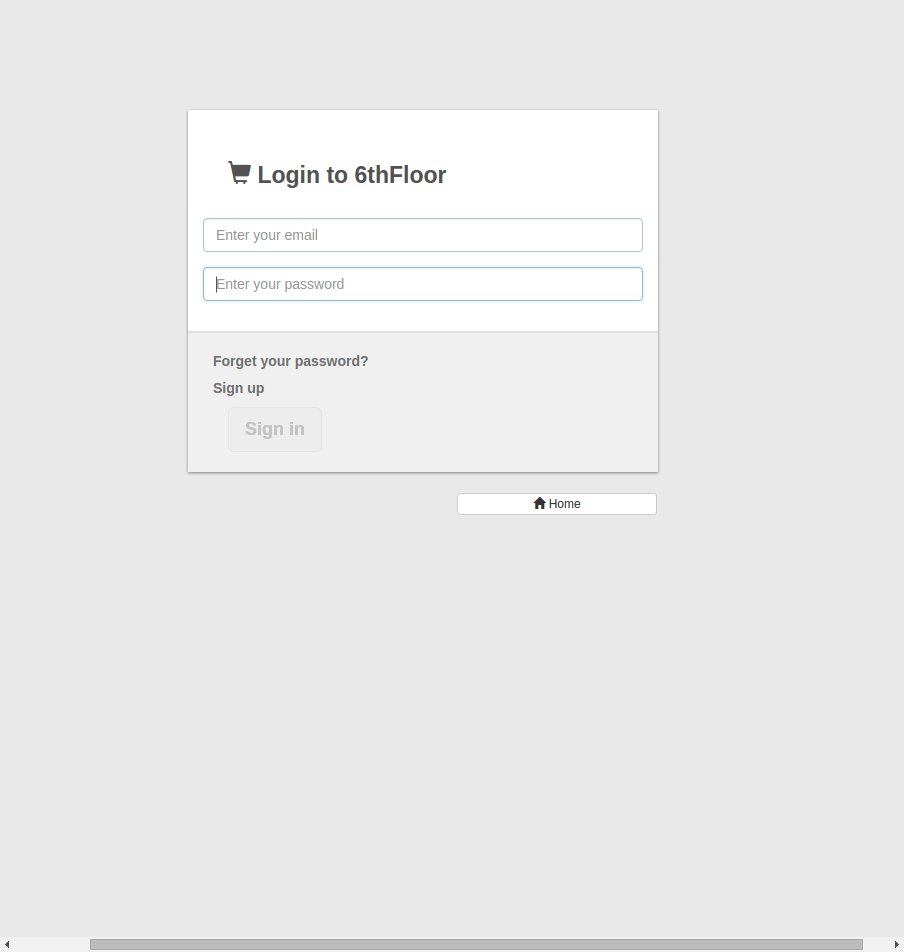 Login to 6thFloor
Enter your email
Enter your password
Forget your password?
Sign up
Sign in
Home